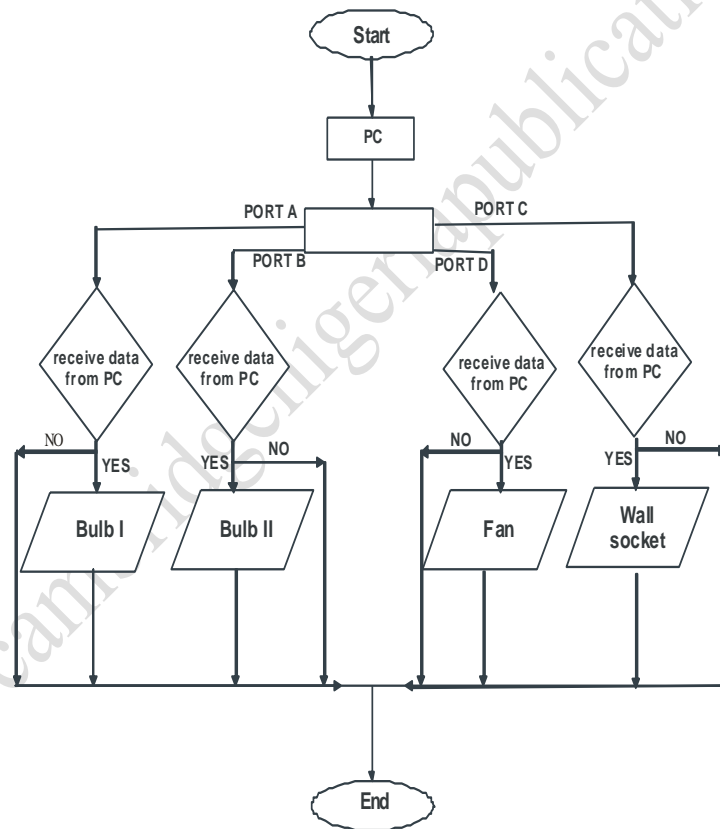 Start
PC
PORT A
PORT C
PORT B
PORT D
receive data
from PC
receive data
from PC
receive data
from PC
receive data
from PC
NO
YES
YES
NO
NO
YES
YES
NO
Bulb I
Bulb II
Fan
Wall
socket
End